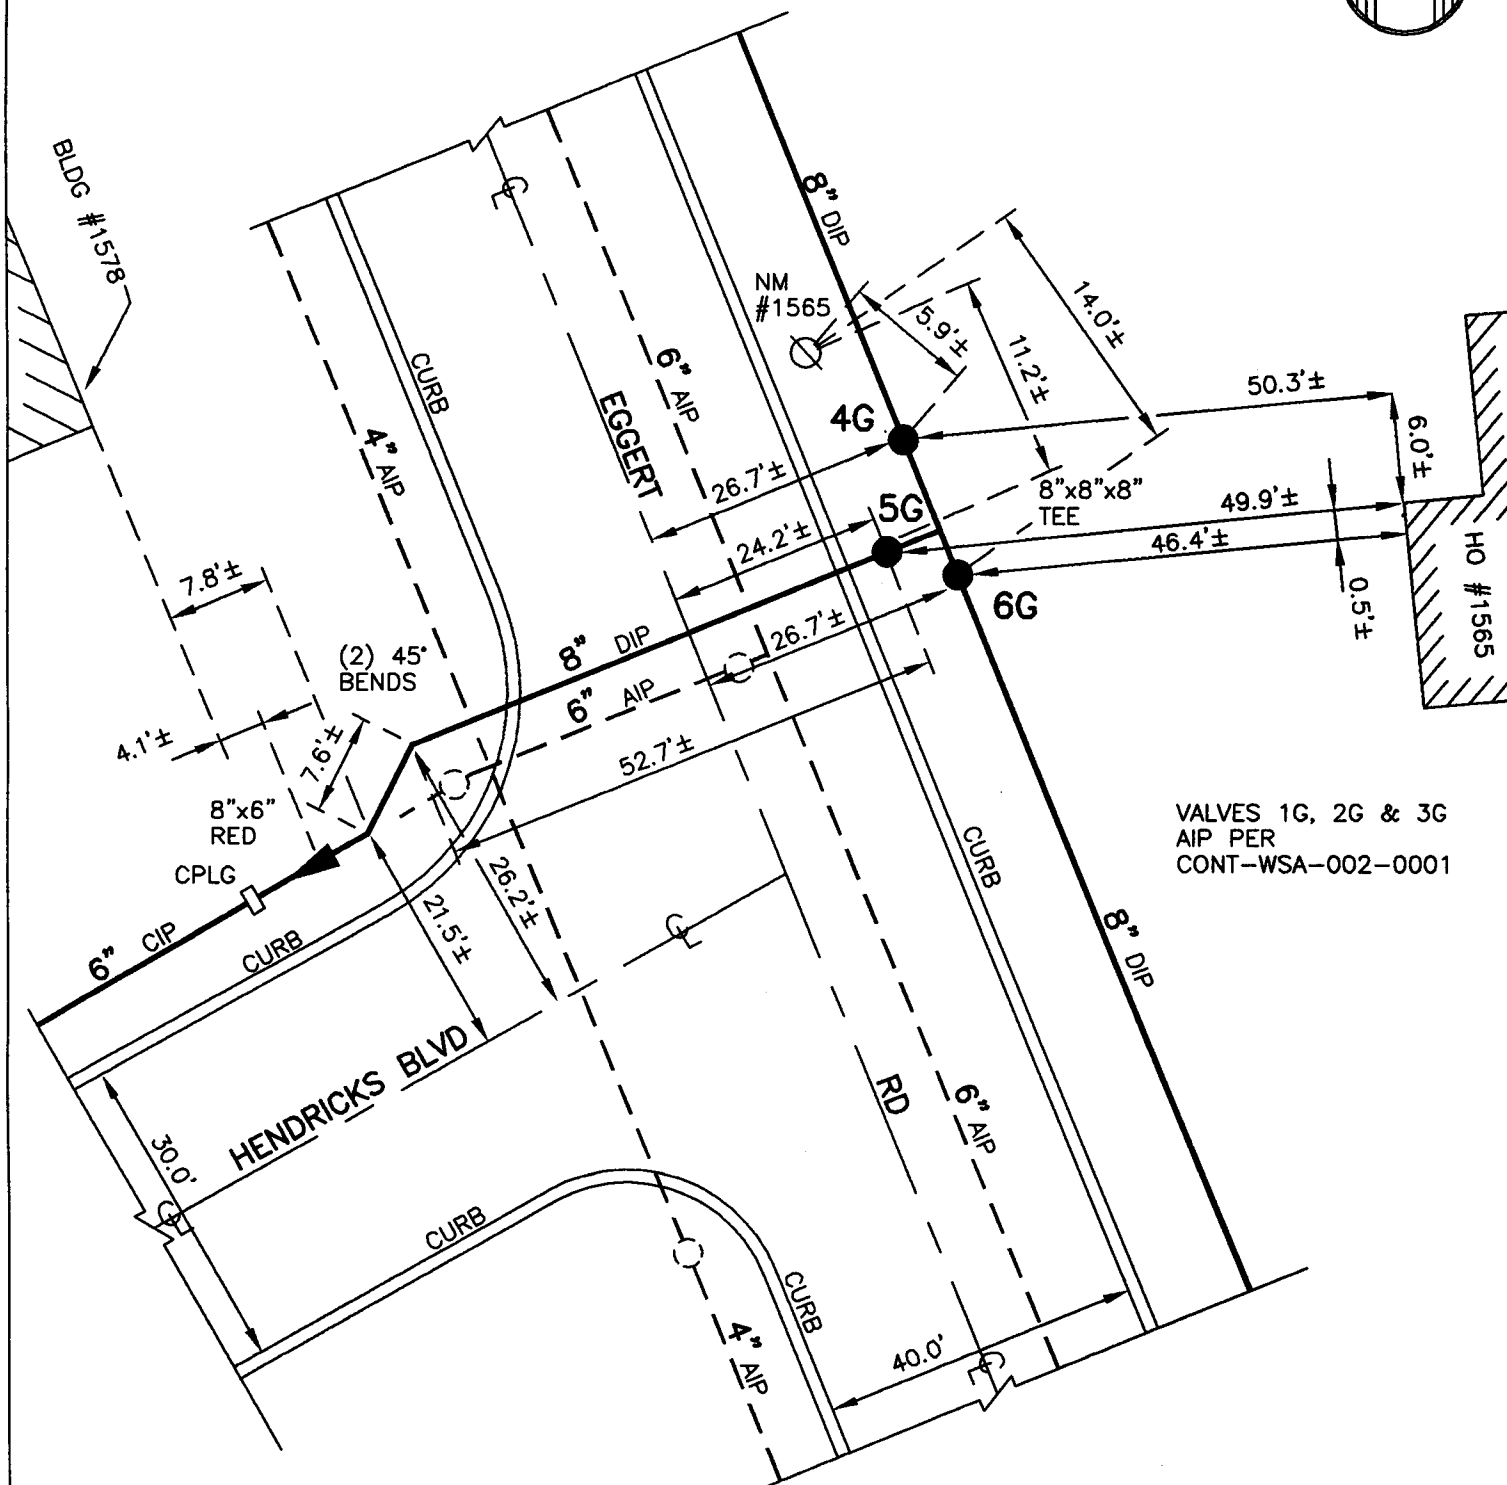 BLDG #1578
8" DIP
NM
#1565
14.0'±
5.9'±
11.2'±
CURB
6" AIP
EGGERT
4" AIP
4G
50.3'±
6.0'±
26.7'±
8"x8"x8"
TEE
5G
49.9'±
24.2'±
46.4'±
HO #1565
0.5'±
7.8'±
6G
(2) 45°
BENDS
8" DIP
26.7'±
6" AIP
4.1'±
7.6'±
52.7'±
8"x6"
RED
CPLG
VALVES 1G, 2G & 3G
AIP PER
CONT-WSA-002-0001
CURB
26.2'±
21.5'±
6" CIP
CURB
8" DIP
HENDRICKS BLVD
RD
6" AIP
30.0'
CURB
CURB
4" AIP
40.0'
CL
CL
CL
CL